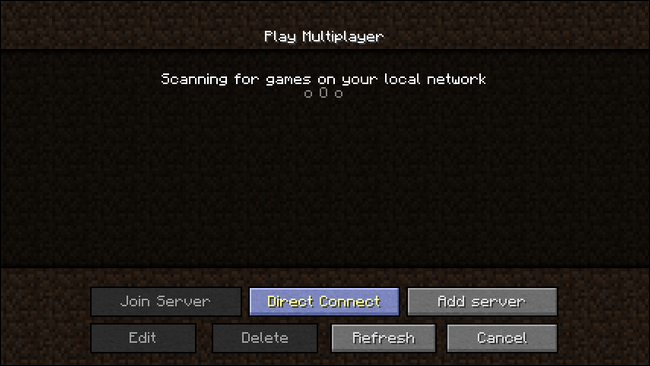 Play Multiplayer
Scanning for games on your local network
o O o
Join Server Direct Connect Add server
Edit Delete Refresh Cancel